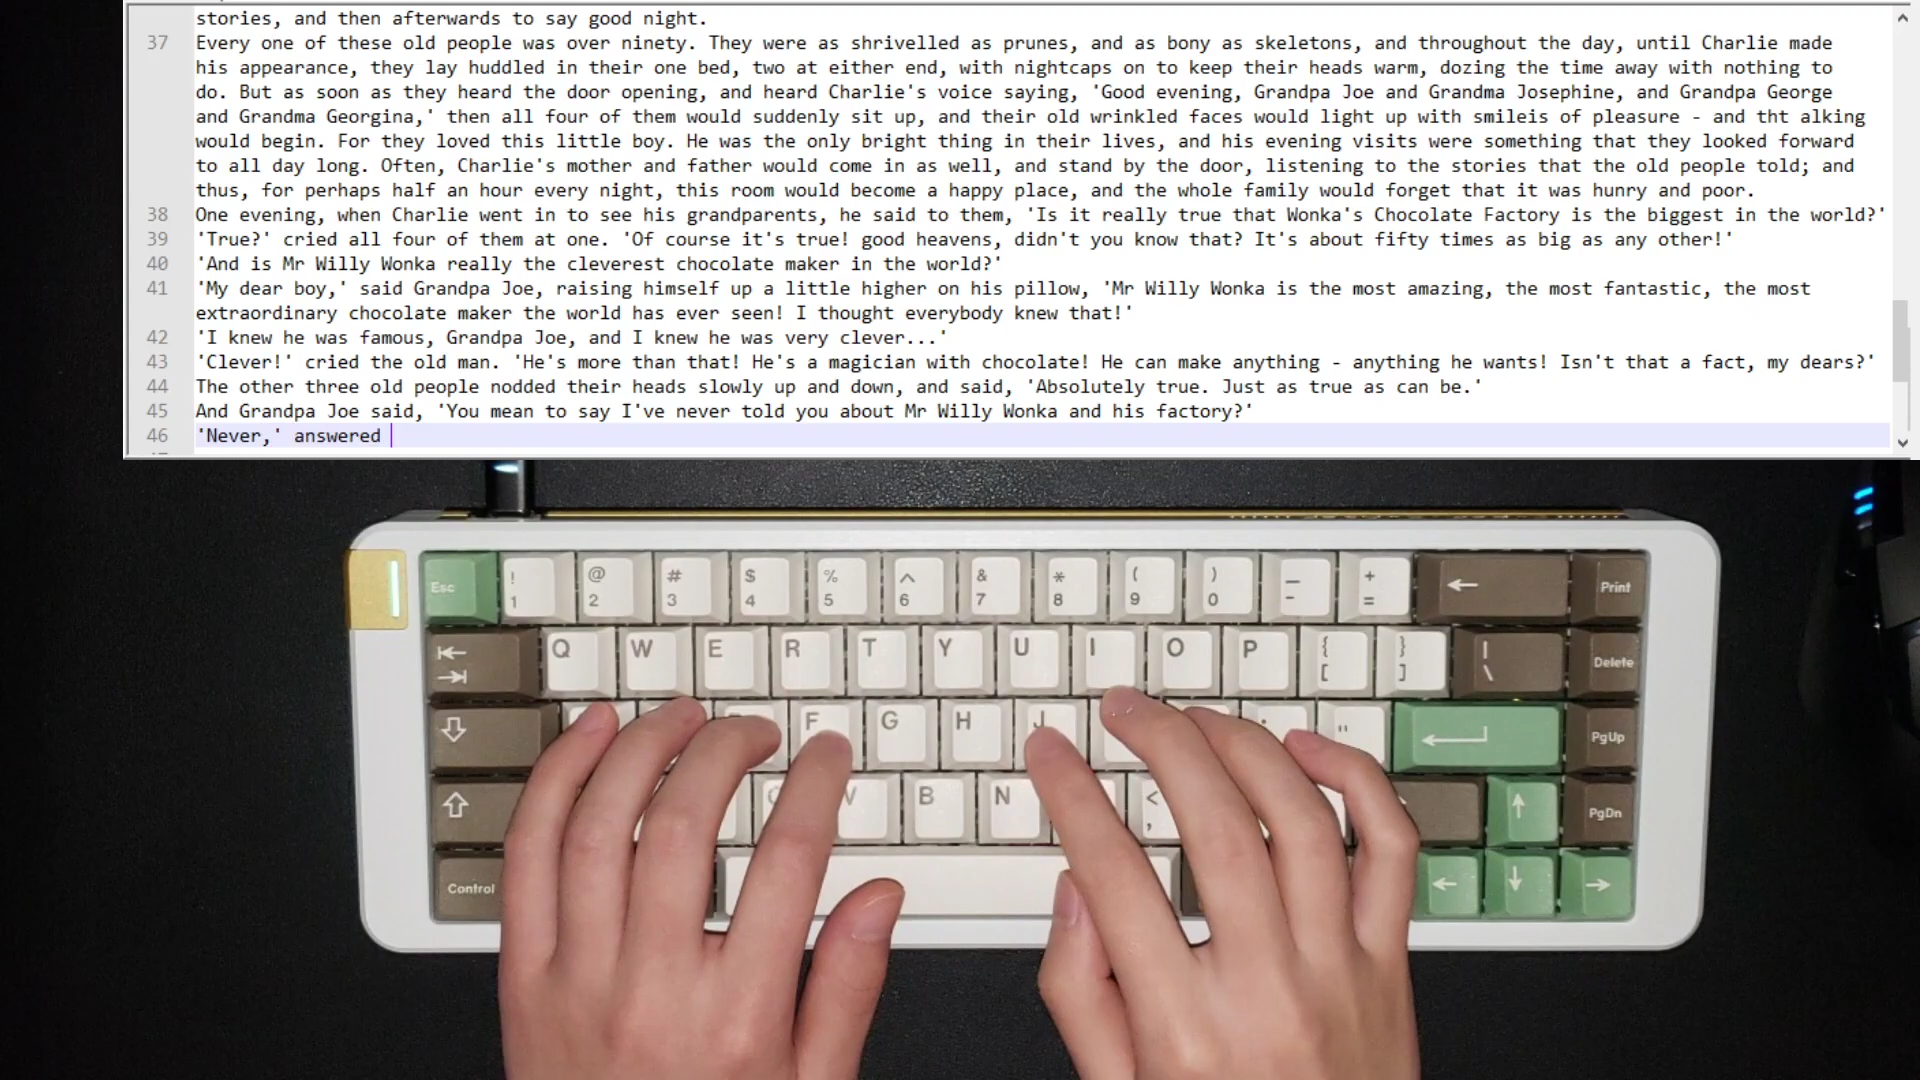 stories, and then afterwards to say good night.
37 Every one of these old people was over ninety. They were as shrivelled as prunes, and as bony as skeletons, and throughout the day, until Charlie made
his appearance, they lay huddled in their one bed, two at either end, with nightcaps on to keep their heads warm, dozing the time away with nothing to
do. But as soon as they heard the door opening, and heard Charlie's voice saying, 'Good evening, Grandpa Joe and Grandma Josephine, and Grandpa George
and Grandma Georgina,' then all four of them would suddenly sit up, and their old wrinkled faces would light up with smileis of pleasure - and tht alking
would begin. For they loved this little boy. He was the only bright thing in their lives, and his evening visits were something that they looked forward
to all day long. Often, Charlie's mother and father would come in as well, and stand by the door, listening to the stories that the old people told; and
thus, for perhaps half an hour every night, this room would become a happy place, and the whole family would forget that it was hunry and poor.
38 One evening, when Charlie went in to see his grandparents, he said to them, 'Is it really true that Wonka's Chocolate Factory is the biggest in the world?'
39 'True?' cried all four of them at one. 'Of course it's true! good heavens, didn't you know that? It's about fifty times as big as any other!'
40 'And is Mr Willy Wonka really the cleverest chocolate maker in the world?'
41 'My dear boy,' said Grandpa Joe, raising himself up a little higher on his pillow, 'Mr Willy Wonka is the most amazing, the most fantastic, the most
extraordinary chocolate maker the world has ever seen! I thought everybody knew that!'
42 'I knew he was famous, Grandpa Joe, and I knew he was very clever...'
43 'Clever!' cried the old man. 'He's more than that! He's a magician with chocolate! He can make anything - anything he wants! Isn't that a fact, my dears?'
44 The other three old people nodded their heads slowly up and down, and said, 'Absolutely true. Just as true as can be.'
45 And Grandpa Joe said, 'You mean to say I've never told you about Mr Willy Wonka and his factory?'
46 'Never,' answered
Esc ! 1 @ 2 # 3 $ 4 % 5 ^ 6 & 7 * 8 ( 9 ) 0 _ - + = ← Print
Q W E R T Y U I O P { [ } ] | \ Delete
F G H J " PgUp
V B N < , ↑ PgDn
Control ← ↓ →